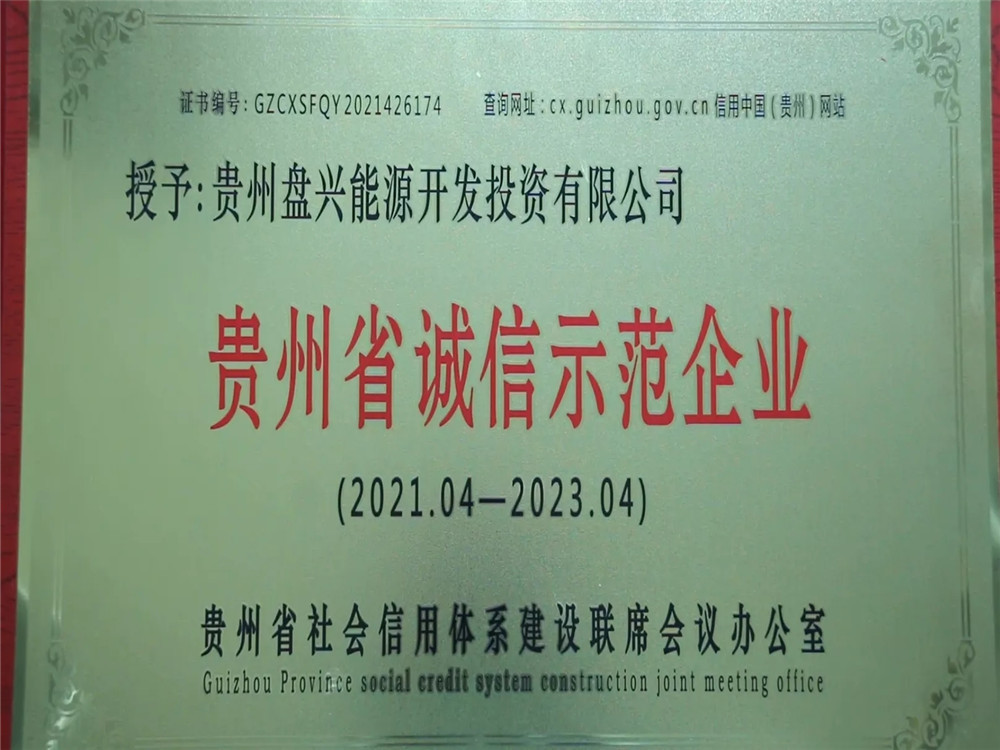 证书编号:GZCXSFQY2021426174 查询网址:cx.guizhou.gov.cn 信用中国(贵州)网站
授予:贵州盘兴能源开发投资有限公司
贵州省诚信示范企业
(2021.04—2023.04)
贵州省社会信用体系建设联席会议办公室
Guizhou Province social credit system construction joint meeting office